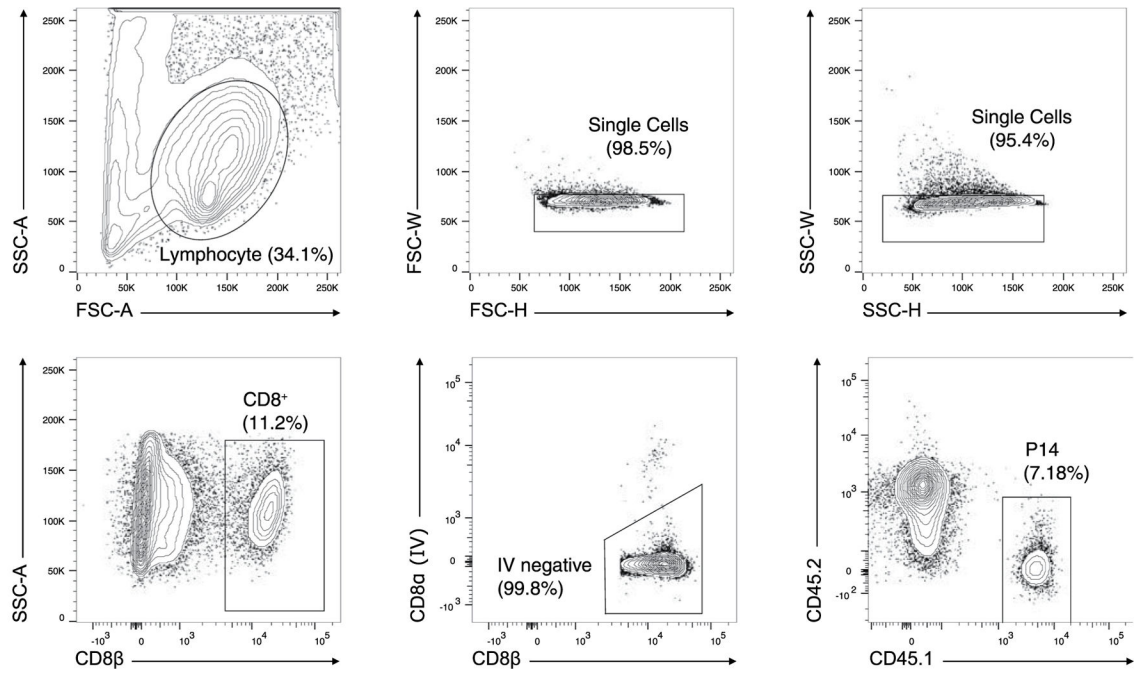 250K
200K
150K
100K
50K
0
SSC-A
Lymphocyte (34.1%)
0
50K
100K
150K
200K
250K
FSC-A
250K
200K
150K
100K
50K
0
FSC-W
Single Cells
(98.5%)
0
50K
100K
150K
200K
250K
FSC-H
250K
200K
150K
100K
50K
0
SSC-W
Single Cells
(95.4%)
0
50K
100K
150K
200K
250K
SSC-H
250K
200K
150K
100K
50K
0
SSC-A
CD8⁺
(11.2%)
-10³
0
10³
10⁴
10⁵
CD8β
10⁵
10⁴
10³
0
-10³
CD8α (IV)
IV negative
(99.8%)
-10³
0
10³
10⁴
10⁵
CD8β
10⁵
10⁴
10³
0
-10²
CD45.2
P14
(7.18%)
0
10³
10⁴
10⁵
CD45.1